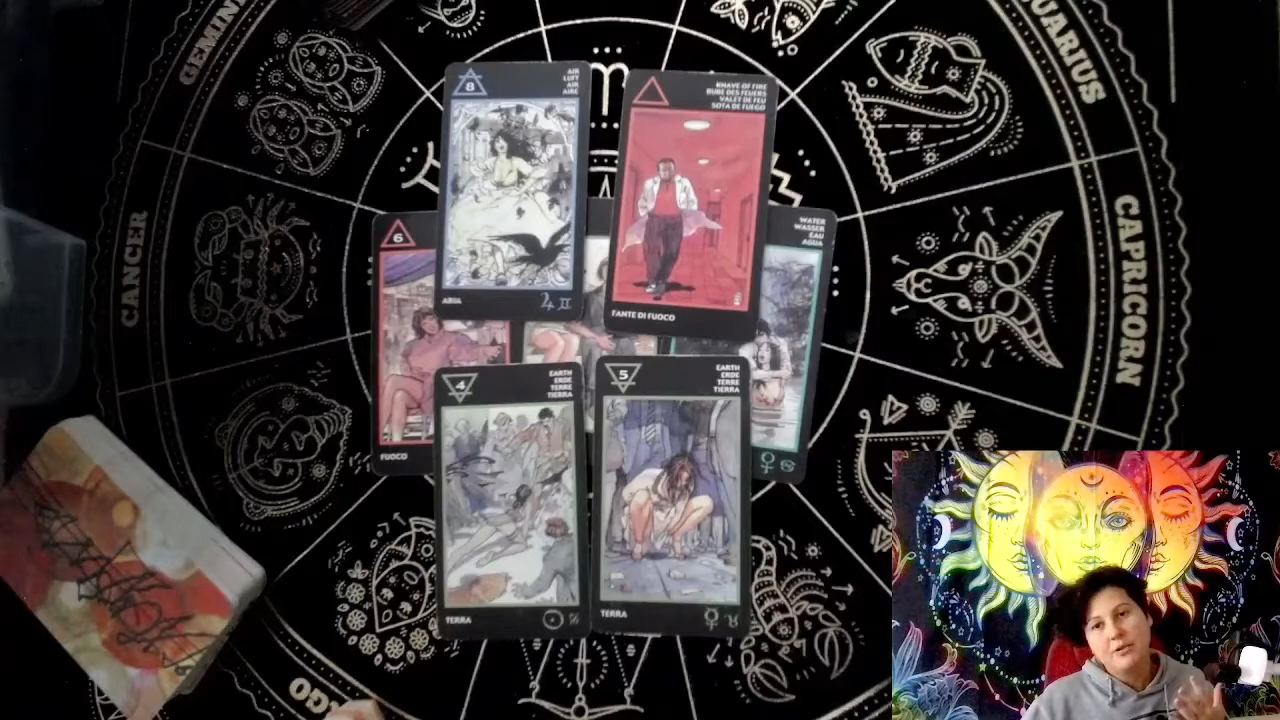 GEMINI
AQUARIUS
CANCER
CAPRICORN
8
AIR
LUFT
AIR
AIRE
ARIA
KNAVE OF FIRE
BUBE DES FEUERS
VALET DE FEU
SOTA DE FUEGO
FANTE DI FUOCO
6
FUOCO
WATER
WASSER
EAU
AGUA
4
EARTH
ERDE
TERRE
TIERRA
TERRA
5
EARTH
ERDE
TERRE
TIERRA
TERRA
RGO